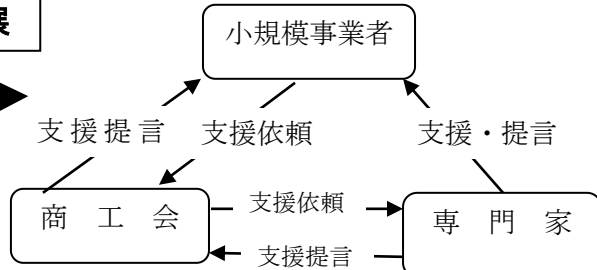 展
小規模事業者
支援提言 支援依頼 支援・提言
商 工 会 支援依頼 専 門 家
支援提言